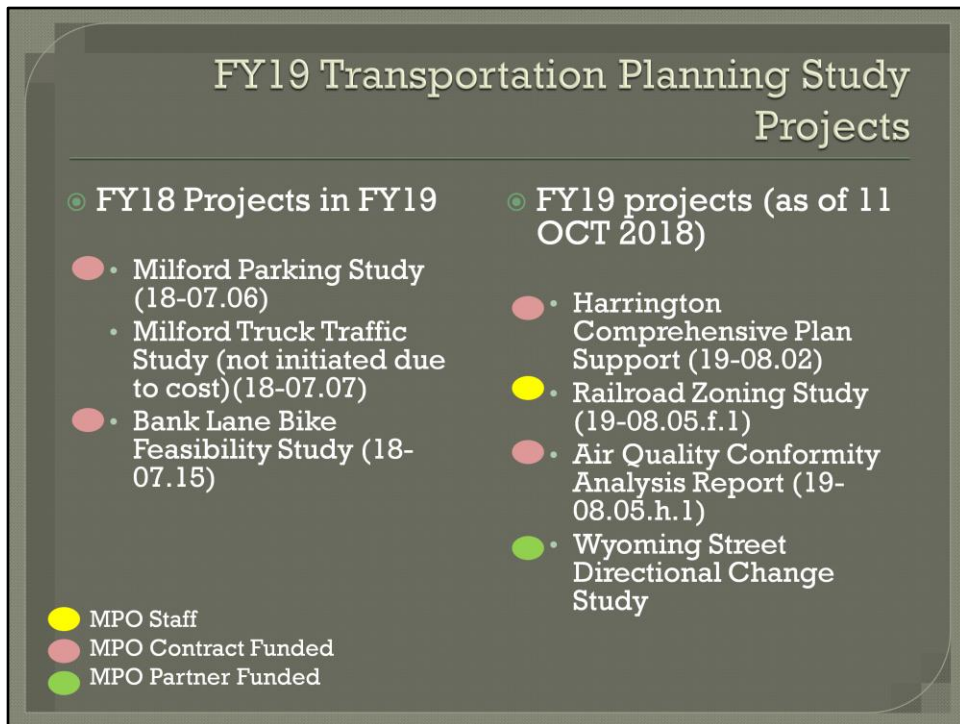 FY19 Transportation Planning Study
Projects
FY18 Projects in FY19
Milford Parking Study
(18-07.06)
Milford Truck Traffic
Study (not initiated due
to cost)(18-07.07)
Bank Lane Bike
Feasibility Study (18-
07.15)
FY19 projects (as of 11
OCT 2018)
Harrington
Comprehensive Plan
Support (19-08.02)
Railroad Zoning Study
(19-08.05.f.1)
Air Quality Conformity
Analysis Report (19-
08.05.h.1)
Wyoming Street
Directional Change
Study
MPO Staff
MPO Contract Funded
MPO Partner Funded